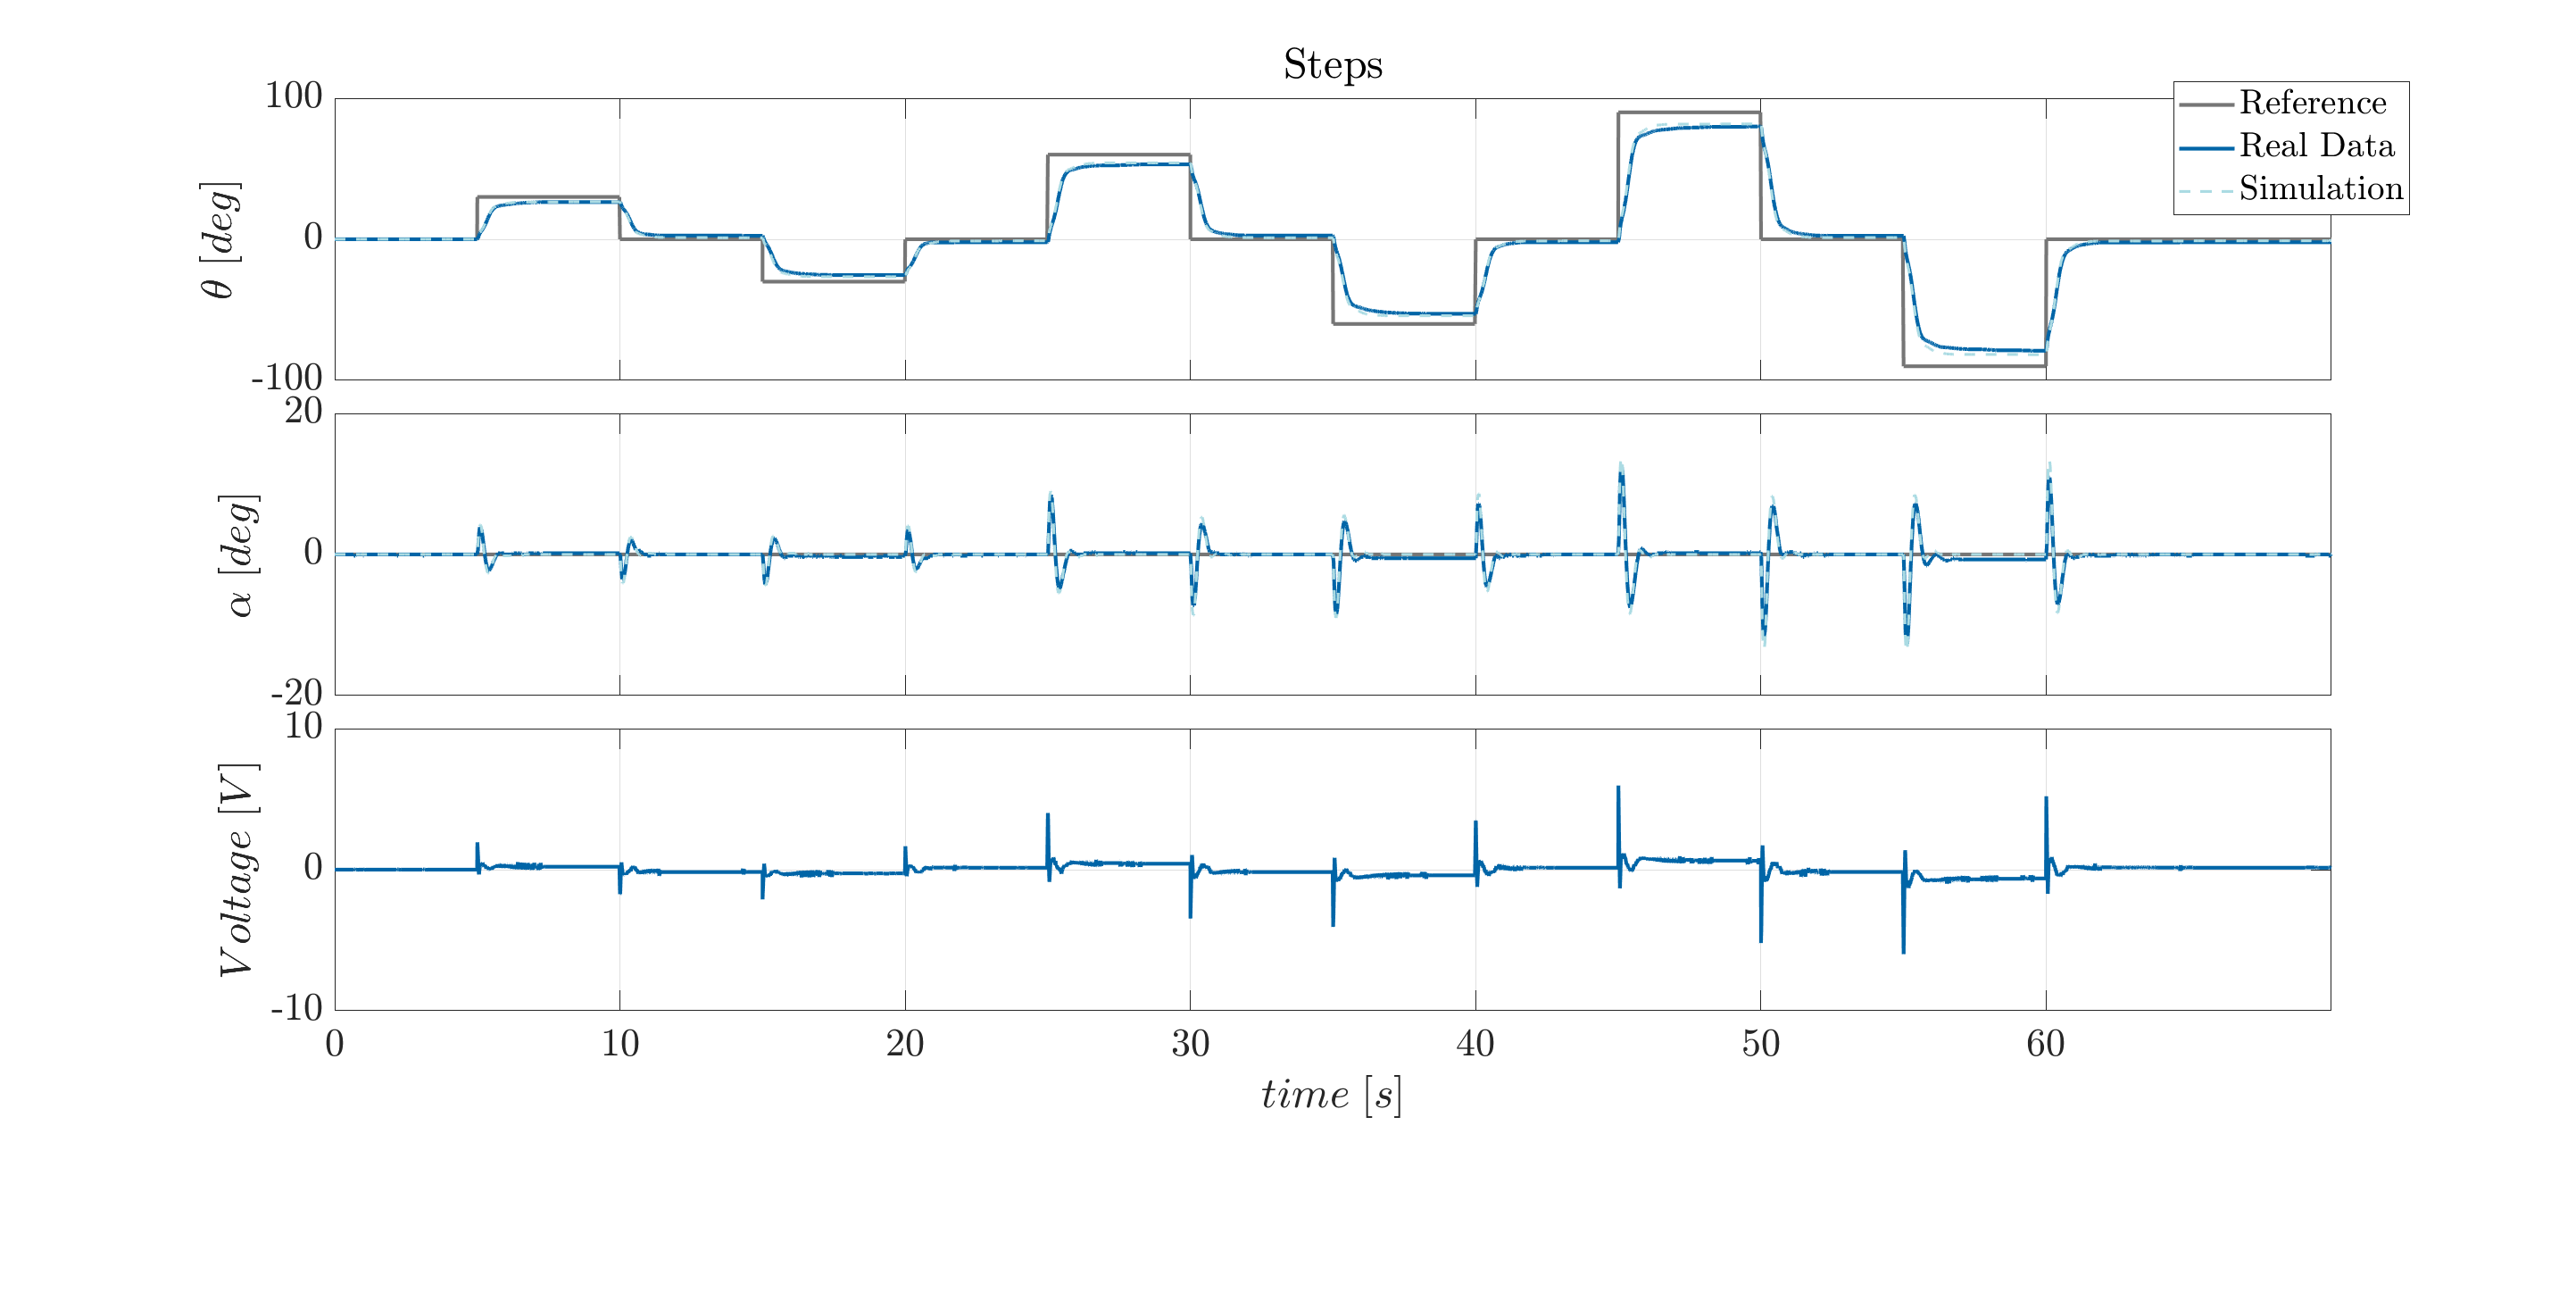 Steps
100
0
-100
θ [deg]
Reference
Real Data
Simulation
20
0
-20
α [deg]
10
0
-10
Voltage [V]
0 10 20 30 40 50 60
time [s]